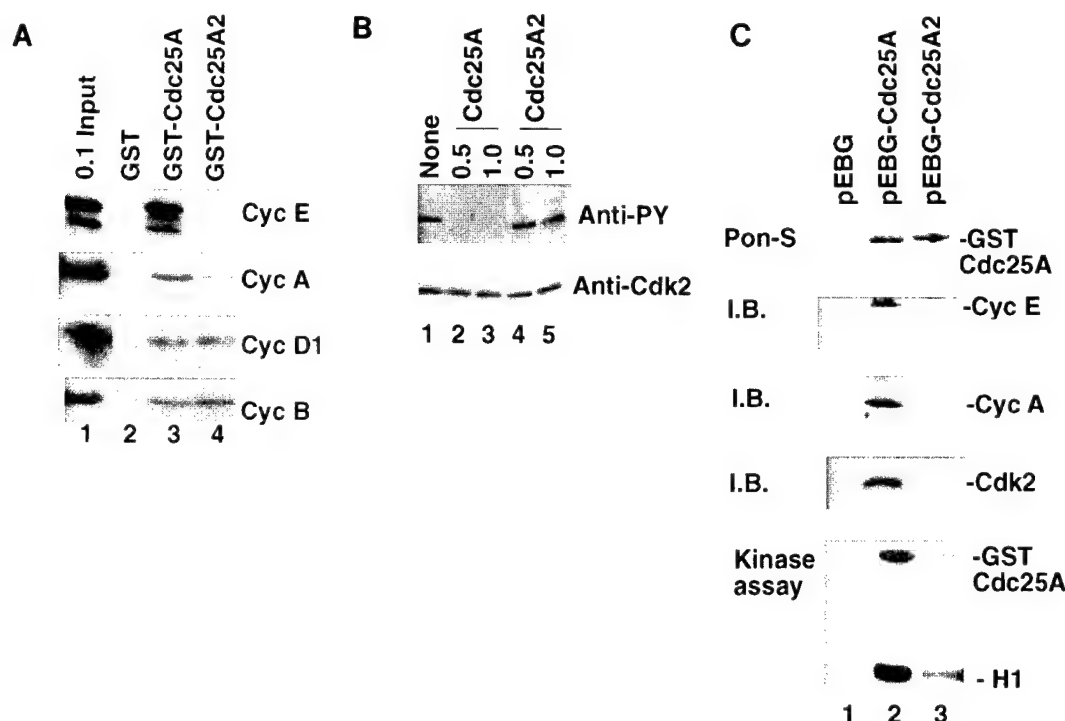 A
0.1 Input
GST
GST-Cdc25A
GST-Cdc25A2
Cyc E
Cyc A
Cyc D1
Cyc B
1 2 3 4
B
Cdc25A Cdc25A2
None 0.5 1.0 0.5 1.0
Anti-PY
Anti-Cdk2
1 2 3 4 5
C
pEBG
pEBG-Cdc25A
pEBG-Cdc25A2
Pon-S -GST
Cdc25A
I.B. -Cyc E
I.B. -Cyc A
I.B. -Cdk2
Kinase -GST
assay Cdc25A
- H1
1 2 3